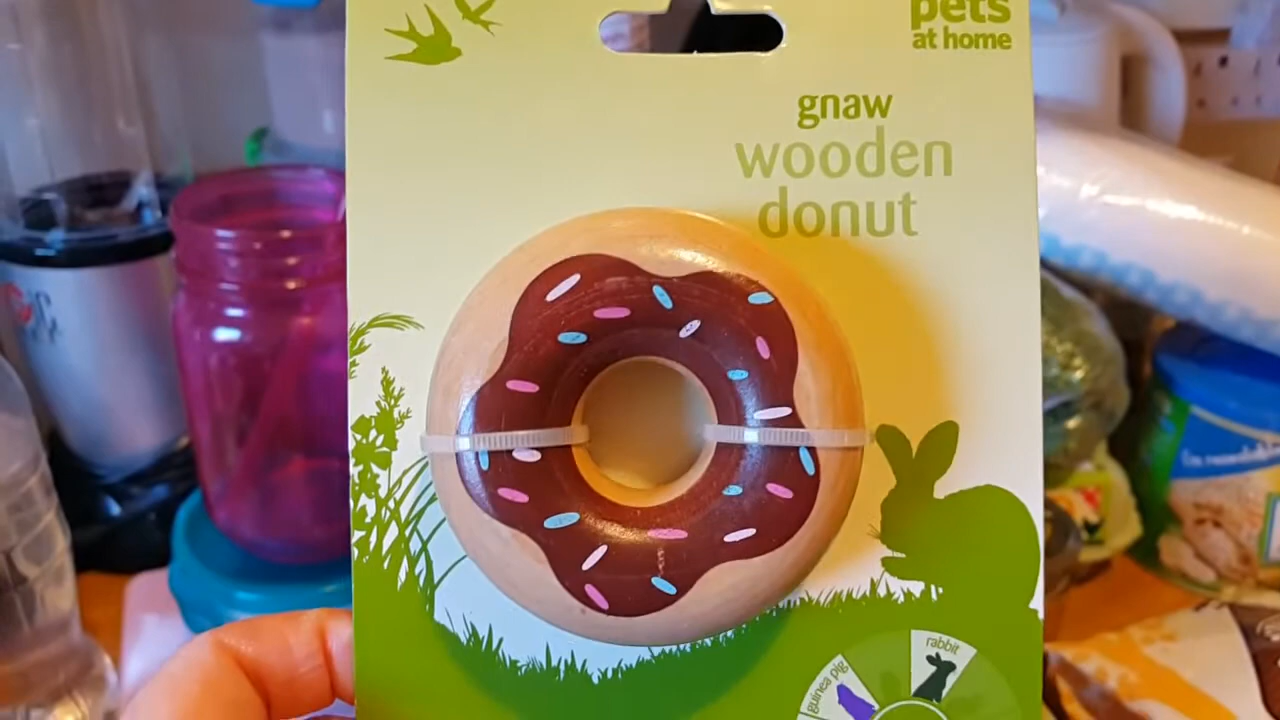 pets
at home
gnaw
wooden
donut
guinea pig
rabbit